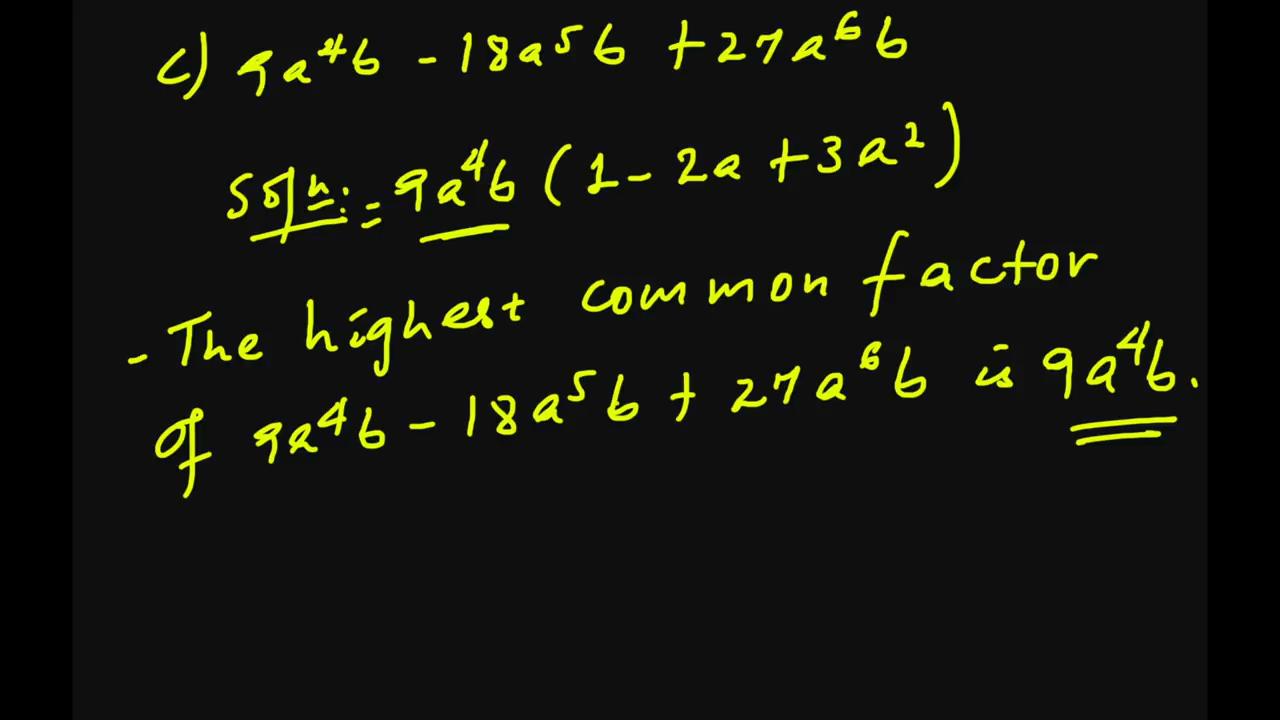 c) 9a⁴b - 18a⁵b + 27a⁶b
Solⁿ: = 9a⁴b (1 - 2a + 3a²)
- The highest common factor
of 9a⁴b - 18a⁵b + 27a⁶b is 9a⁴b.